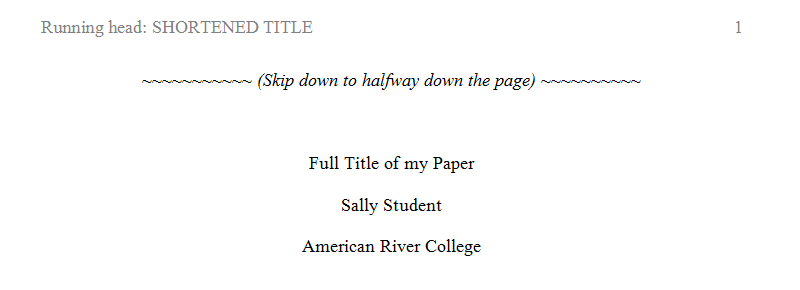 Running head: SHORTENED TITLE 1
~~~~~~~~~~~ (Skip down to halfway down the page) ~~~~~~~~~~
Full Title of my Paper
Sally Student
American River College